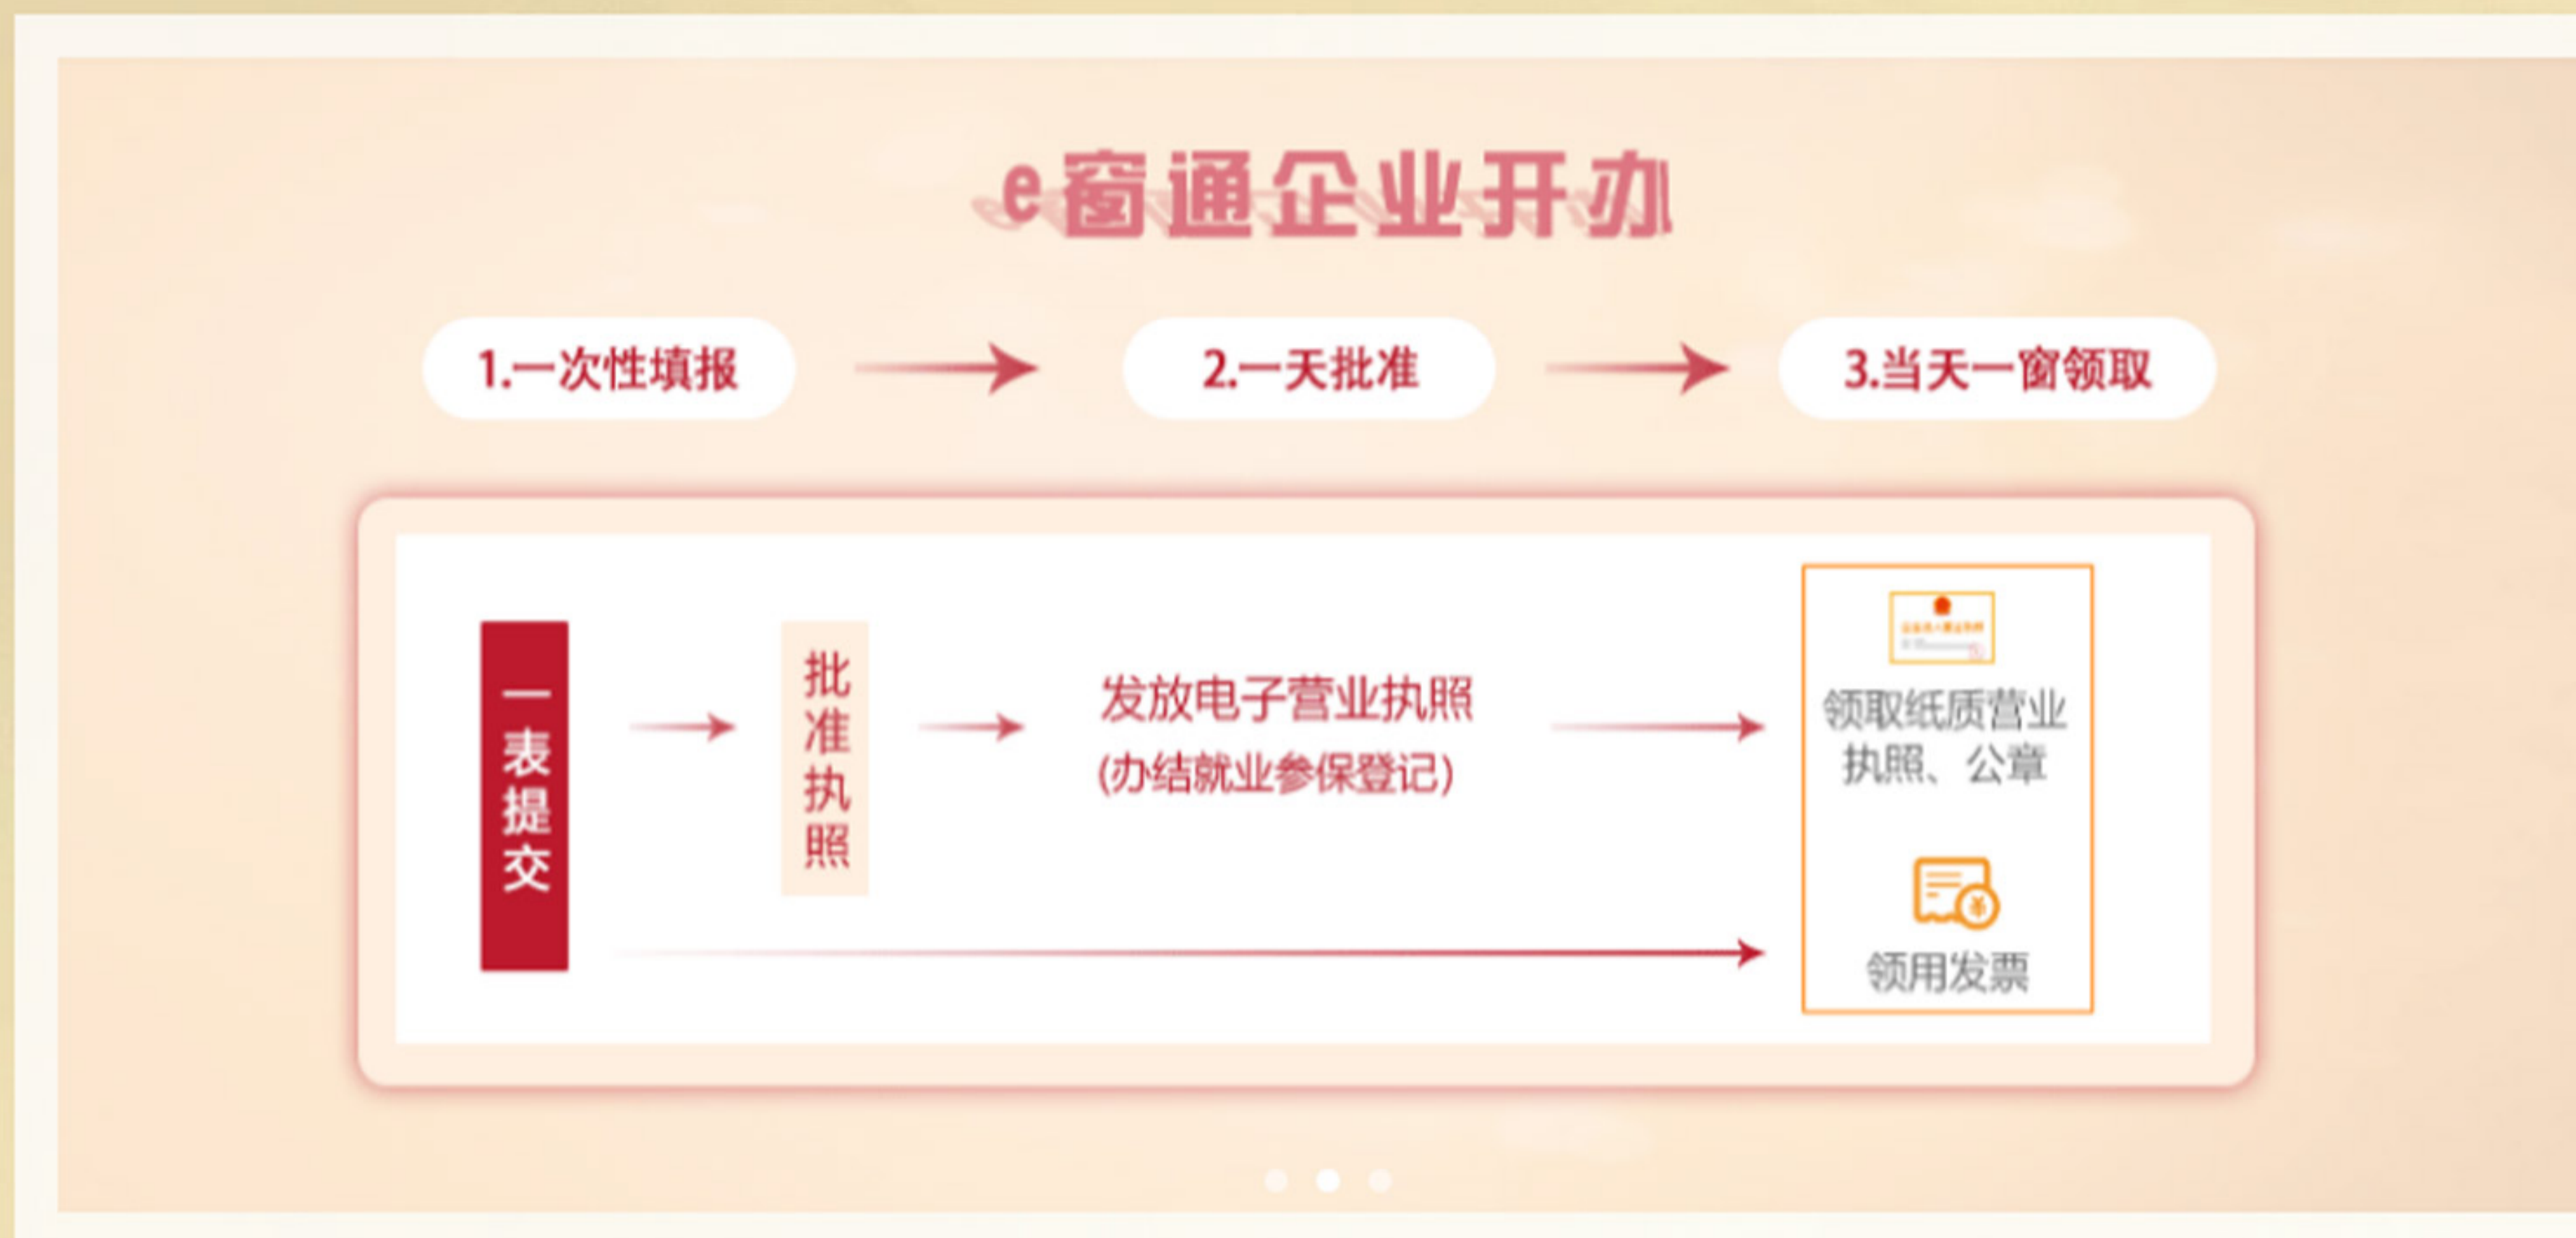 e窗通企业开办
1.一次性填报
2.一天批准
3.当天一窗领取
一表提交
批准执照
发放电子营业执照
(办结就业参保登记)
领取纸质营业
执照、公章
领用发票